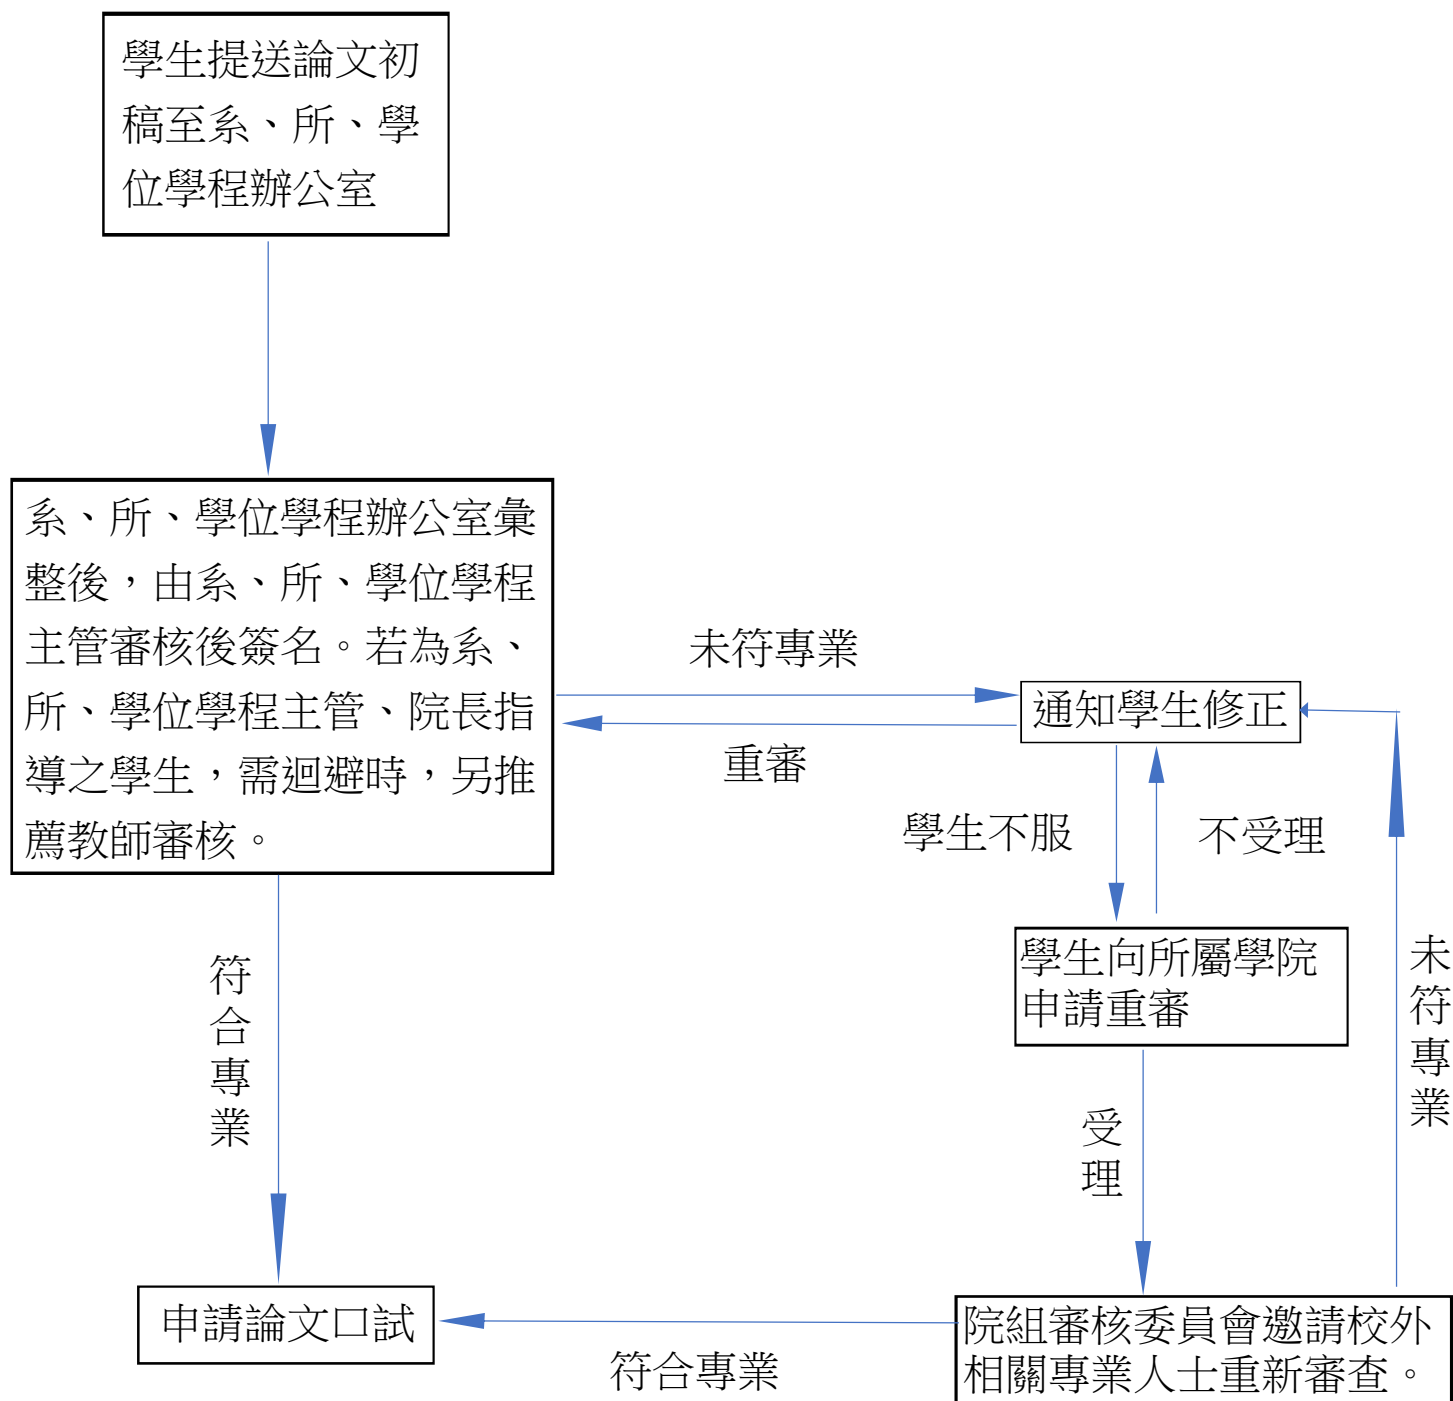 學生提送論文初
稿至系、所、學
位學程辦公室
系、所、學位學程辦公室彙
整後，由系、所、學位學程
主管審核後簽名。若為系、
所、學位學程主管、院長指
導之學生，需迴避時，另推
薦教師審核。
未符專業
重審
通知學生修正
學生不服
不受理
學生向所屬學院
申請重審
符合專業
受理
未符專業
申請論文口試
符合專業
院組審核委員會邀請校外
相關專業人士重新審查。